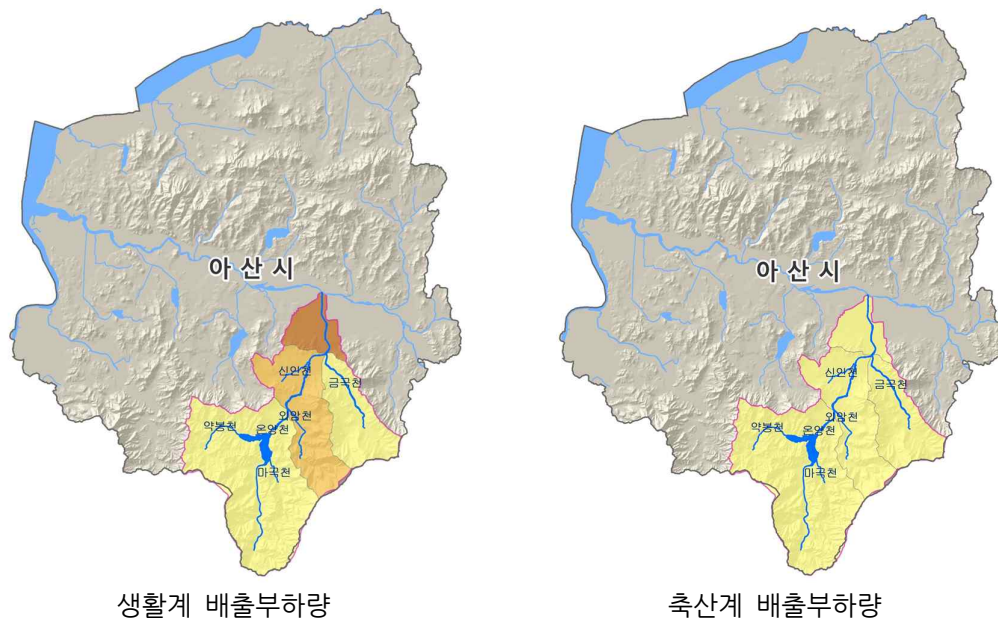 아산시
신인천
금곡천
외암천
약봉천
온양천
마곡천
생활계 배출부하량
아산시
신인천
금곡천
외암천
약봉천
온양천
마곡천
축산계 배출부하량